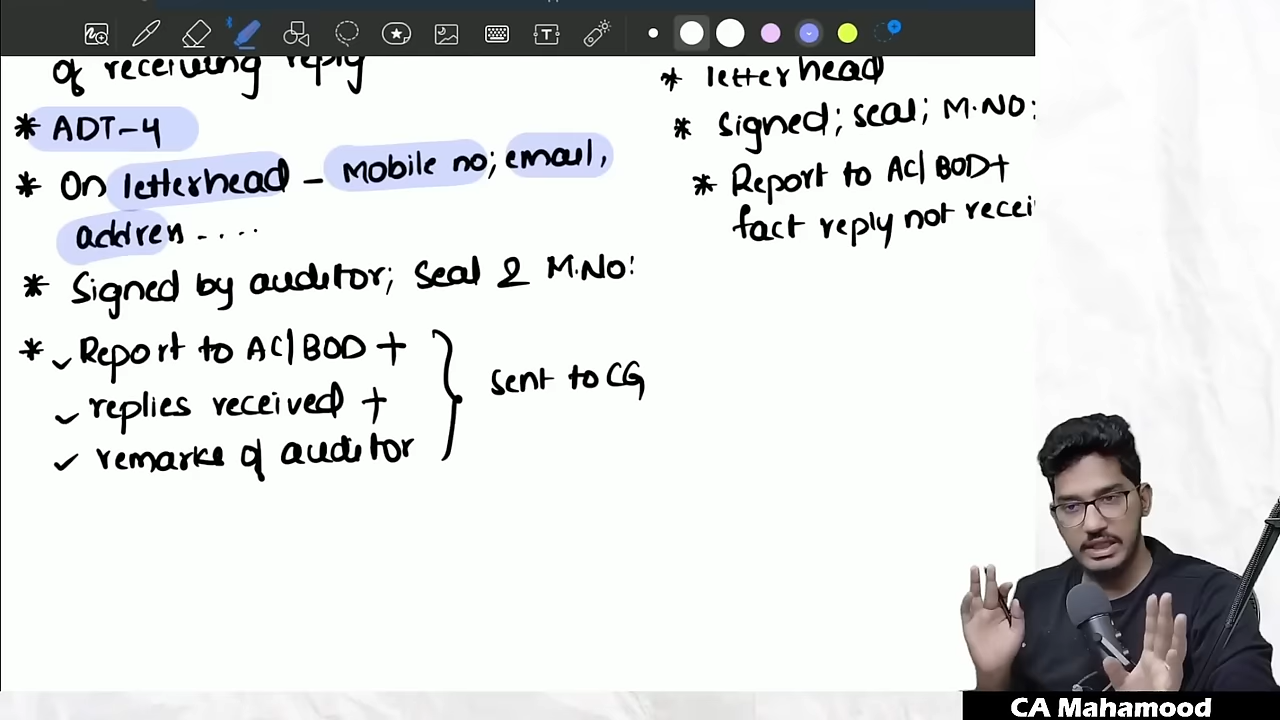 of receiving reply
* ADT-4
* On letterhead - Mobile no; email,
address ....
* Signed by auditor; seal & M.No:
* ✓ Report to AC/BOD +
✓ replies received +
✓ remarks of auditor
sent to CG
* letter head
* Signed; seal; M.NO:
* Report to AC/BOD+
fact reply not recei
CA Mahamood